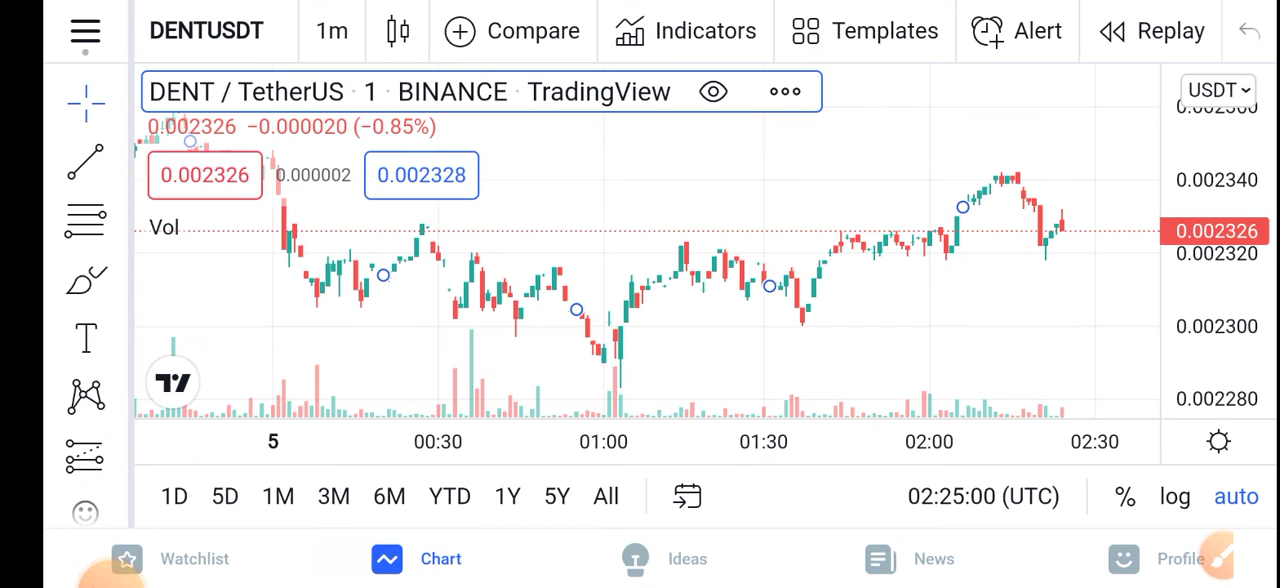 DENTUSDT 1m Compare Indicators Templates Alert Replay
DENT / TetherUS · 1 · BINANCE · TradingView
USDT
0.002326 −0.000020 (−0.85%)
0.002326 0.000002 0.002328
0.002340
Vol
0.002326
0.002320
0.002300
0.002280
5 00:30 01:00 01:30 02:00 02:30
1D 5D 1M 3M 6M YTD 1Y 5Y All 02:25:00 (UTC) % log auto
Watchlist Chart Ideas News Profile